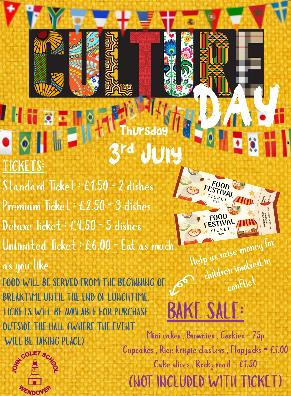 CULTURE
DAY
Thursday
3rd July
TICKETS:
Standard Ticket : £1.50 - 2 dishes
Premium Ticket : £2.50 - 3 dishes
Deluxe Ticket : £4.50 - 5 dishes
Unlimited Ticket : £6.00 - Eat as much
as you like
FOOD FESTIVAL
FOOD FESTIVAL
Help us raise money for
children involved in
conflict
FOOD WILL BE SERVED FROM THE BEGINNING OF
BREAKTIME UNTIL THE END OF LUNCHTIME.
TICKETS WILL BE AVAILABLE FOR PURCHASE
OUTSIDE THE HALL (WHERE THE EVENT
WILL BE TAKING PLACE)
BAKE SALE:
Mini cakes , Brownies , Cookies - 75p
Cupcakes , Rice krispie clusters , Flapjacks = £1.00
Cake slices , Rocky road - £1.50
(NOT INCLUDED WITH TICKET)
JOHN COLET SCHOOL
WENDOVER